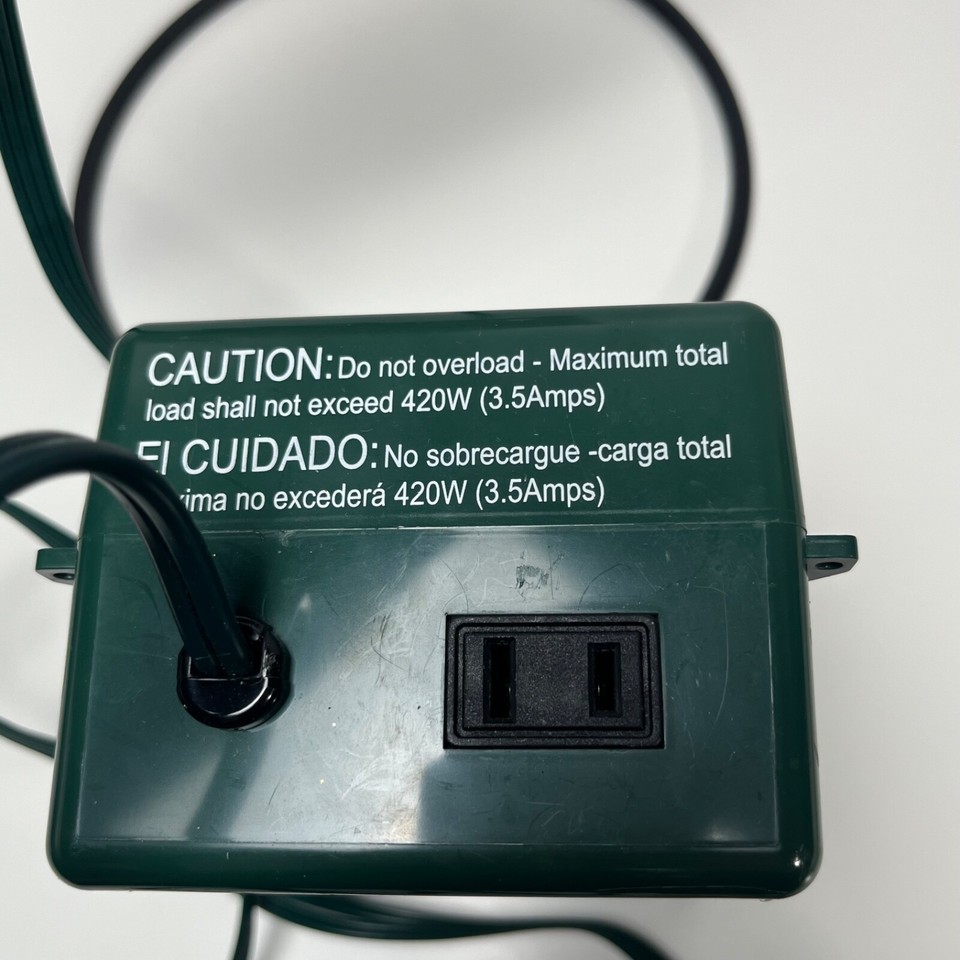 CAUTION: Do not overload - Maximum total
load shall not exceed 420W (3.5Amps)
El CUIDADO: No sobrecargue -carga total
no excederá 420W (3.5Amps)